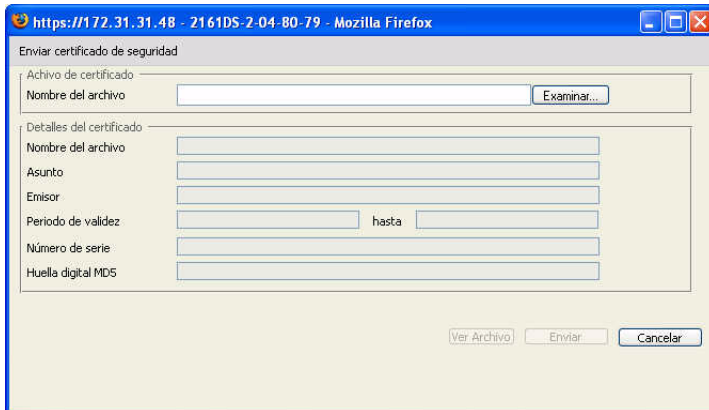 https://172.31.31.48 - 2161DS-2-04-80-79 - Mozilla Firefox
Enviar certificado de seguridad
Achivo de certificado
Nombre del archivo Examinar...
Detalles del certificado
Nombre del archivo
Asunto
Emisor
Periodo de validez hasta
Número de serie
Huella digital MD5
Ver Archivo Enviar Cancelar